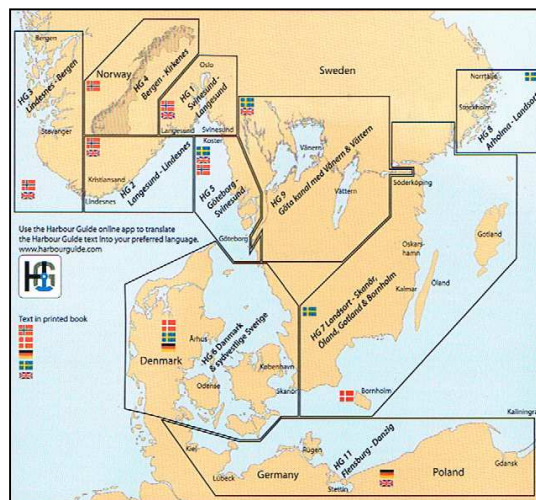 Bergen
HG 3
Lindesnes-Bergen
Stavanger
Norway
HG 4
Bergen - Kirkenes
Oslo
HG 1
Svinesund-
Langesund
Langesund
Svinesund
Kristiansand
Lindesnes
HG 2
Langesund - Lindesnes
Koster
HG 5
Göteborg -
Svinesund
Göteborg
Sweden
Vänern
Vättern
HG 9
Göta kanal med Vänern & Vättern
Norrtälje
Stockholm
HG 8
Arholma - Landsort
Söderköping
Oskars-
hamn
Kalmar
Öland
Gotland
Use the Harbour Guide online app to translate
the Harbour Guide text into your preferred language.
www.harbourguide.com
HG
Text in printed book
Denmark
Århus
Odense
København
Skanör
HG 6 Danmark
& sydvestlige Sverige
HG 7 Landsort - Skanör,
Öland, Gotland & Bornholm
Bornholm
Kaliningrad
Kiel
Lübeck
Germany
Rügen
Stettin
HG 11
Flensburg - Danzig
Poland
Gdansk